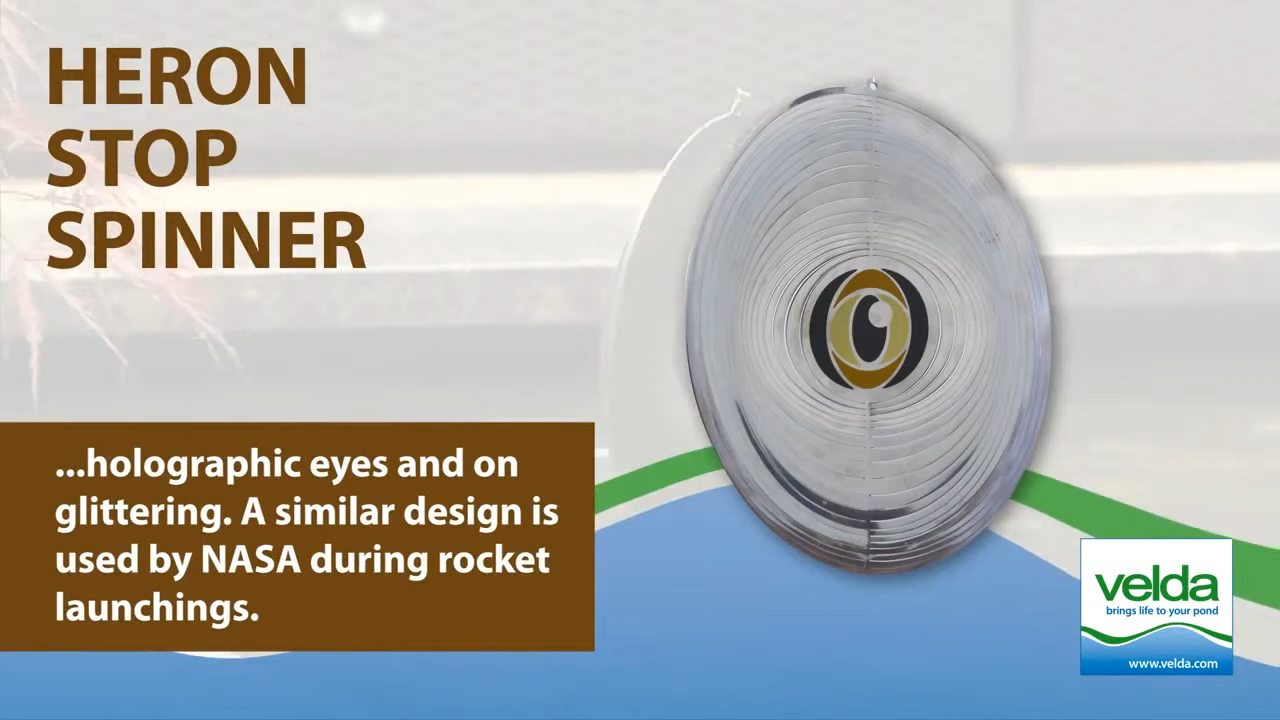 HERON
STOP
SPINNER
...holographic eyes and on
glittering. A similar design is
used by NASA during rocket
launchings.
velda
brings life to your pond
www.velda.com